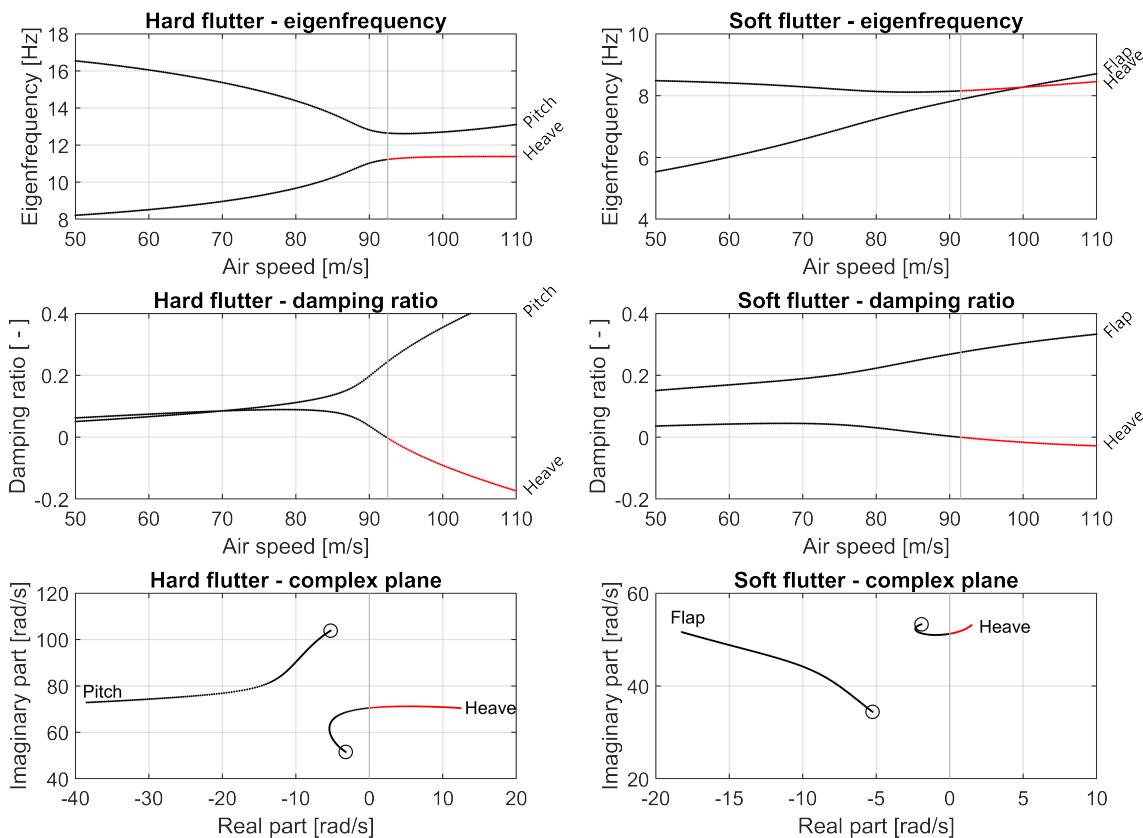 Hard flutter - eigenfrequency
Eigenfrequency [Hz]
18
16
14
12
10
8
50 60 70 80 90 100 110
Air speed [m/s]
Pitch
Heave
Soft flutter - eigenfrequency
Eigenfrequency [Hz]
10
8
6
4
50 60 70 80 90 100 110
Air speed [m/s]
Flap
Heave
Hard flutter - damping ratio
Damping ratio [ - ]
0.4
0.2
0
-0.2
50 60 70 80 90 100 110
Air speed [m/s]
Pitch
Heave
Soft flutter - damping ratio
Damping ratio [ - ]
0.4
0.2
0
-0.2
50 60 70 80 90 100 110
Air speed [m/s]
Flap
Heave
Hard flutter - complex plane
Imaginary part [rad/s]
120
100
80
60
40
-40 -30 -20 -10 0 10 20
Real part [rad/s]
Pitch
Heave
Soft flutter - complex plane
Imaginary part [rad/s]
60
40
20
-20 -15 -10 -5 0 5 10
Real part [rad/s]
Flap
Heave